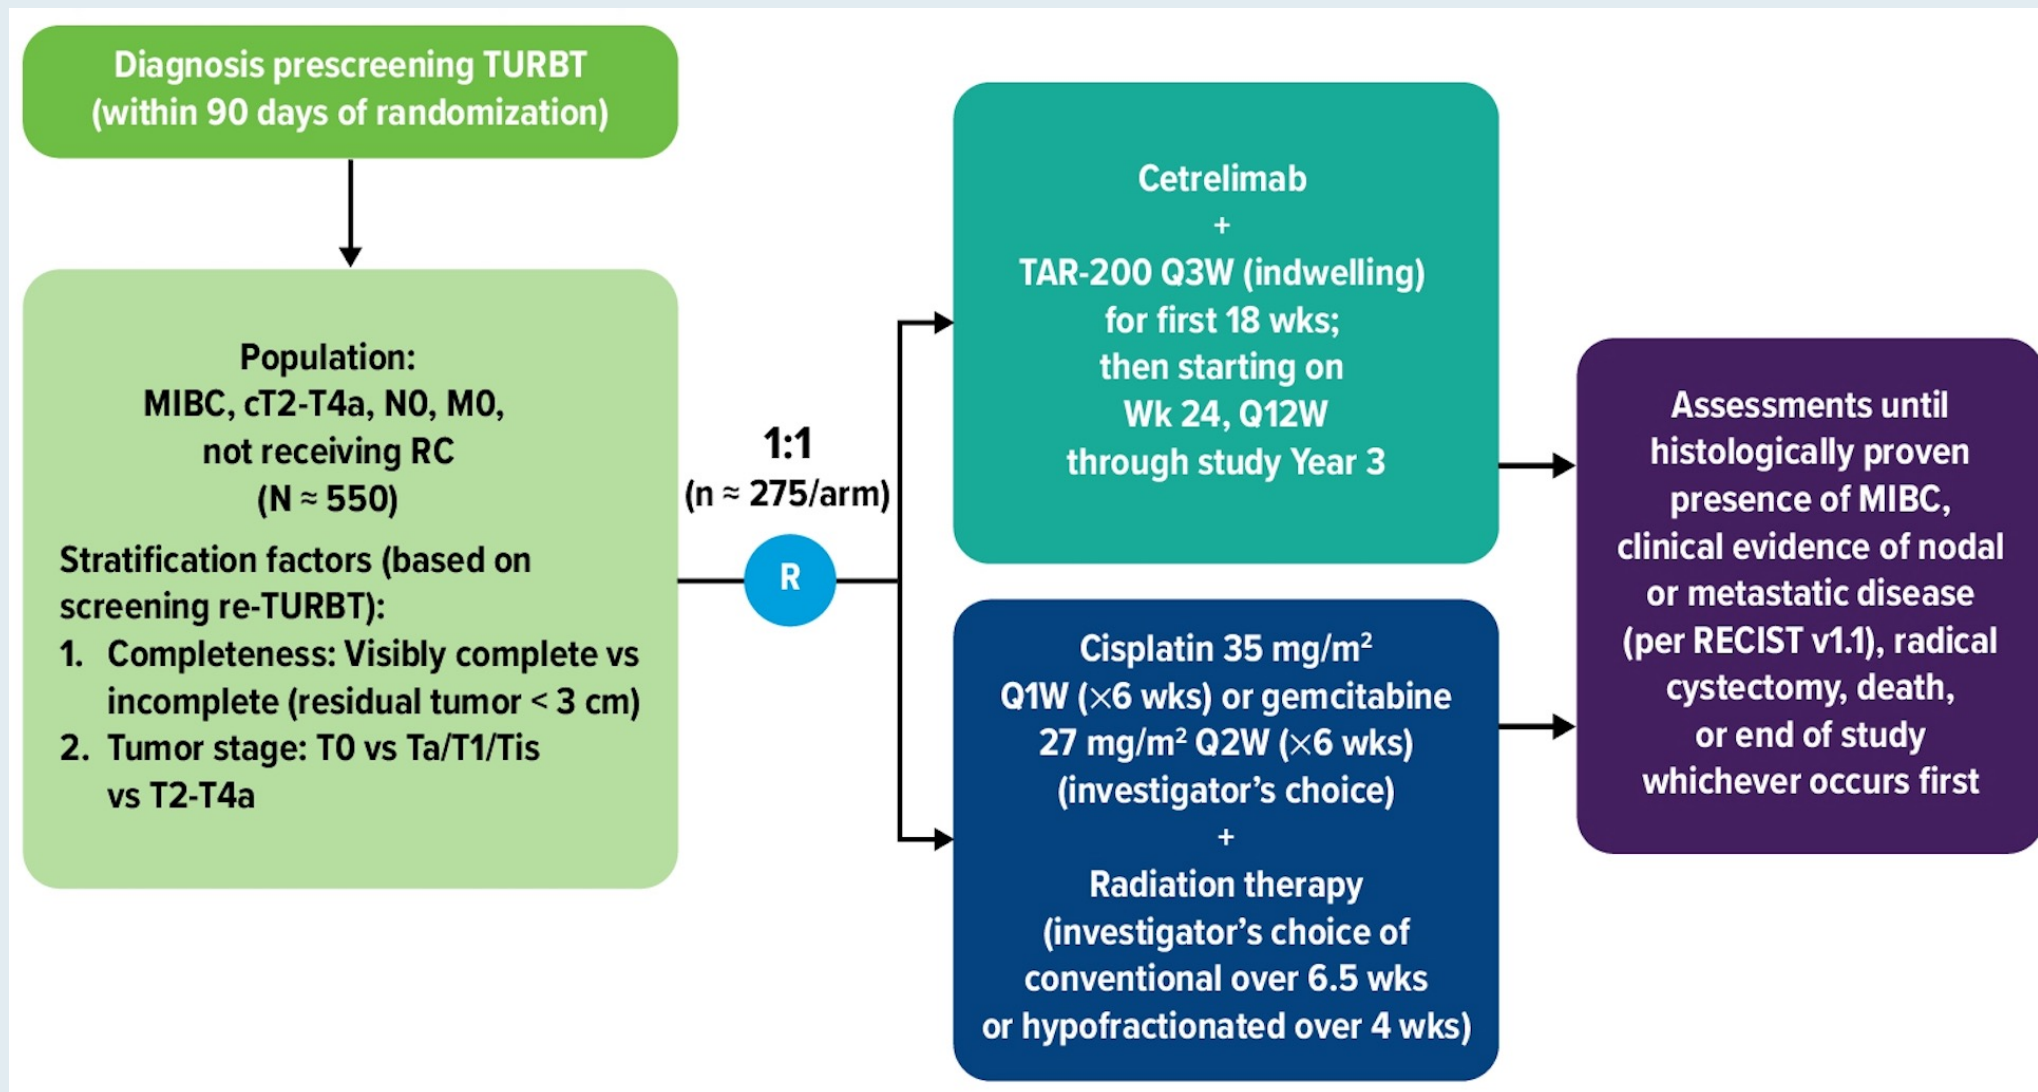 Diagnosis prescreening TURBT
(within 90 days of randomization)
Population:
MIBC, cT2-T4a, N0, M0,
not receiving RC
(N ≈ 550)
Stratification factors (based on
screening re-TURBT):
1. Completeness: Visibly complete vs
incomplete (residual tumor < 3 cm)
2. Tumor stage: T0 vs Ta/T1/Tis
vs T2-T4a
1:1
(n ≈ 275/arm)
R
Cetrelimab
+
TAR-200 Q3W (indwelling)
for first 18 wks;
then starting on
Wk 24, Q12W
through study Year 3
Cisplatin 35 mg/m²
Q1W (×6 wks) or gemcitabine
27 mg/m² Q2W (×6 wks)
(investigator’s choice)
+
Radiation therapy
(investigator’s choice of
conventional over 6.5 wks
or hypofractionated over 4 wks)
Assessments until
histologically proven
presence of MIBC,
clinical evidence of nodal
or metastatic disease
(per RECIST v1.1), radical
cystectomy, death,
or end of study
whichever occurs first